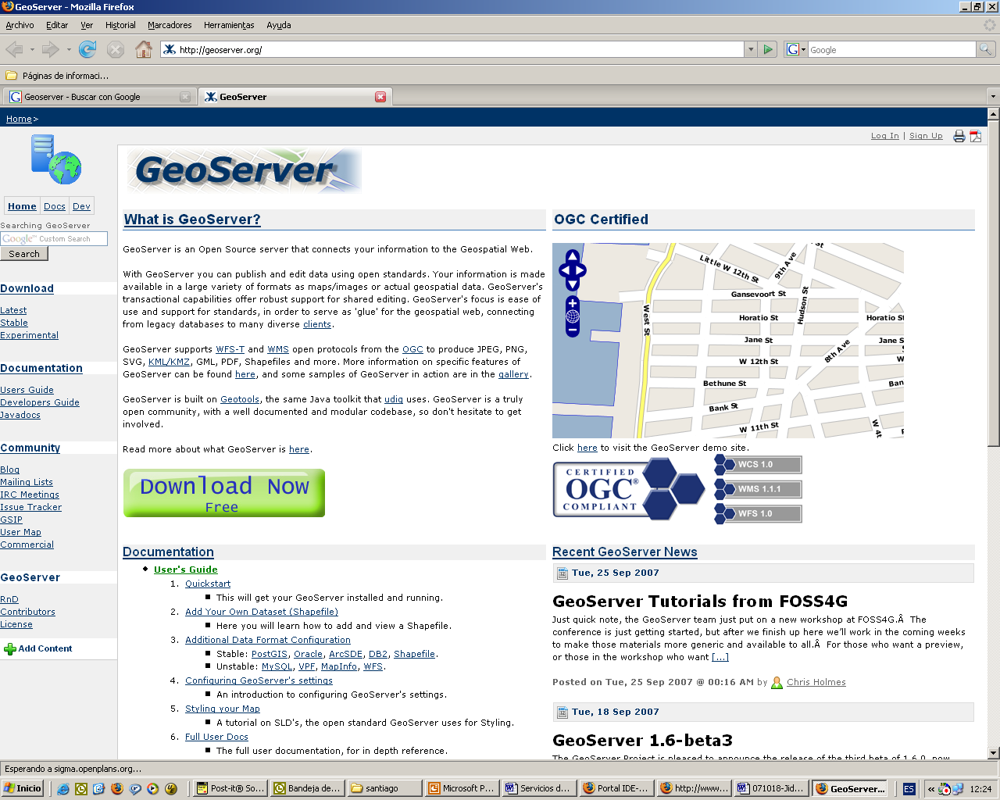 GeoServer - Mozilla Firefox
Archivo Editar Ver Historial Marcadores Herramientas Ayuda
http://geoserver.org/
Google
Páginas de informaci...
Geoserver - Buscar con Google
GeoServer
Home >
Log In | Sign Up
GeoServer
Home Docs Dev
Searching GeoServer
Google™ Custom Search
Search
Download
Latest
Stable
Experimental
Documentation
Users Guide
Developers Guide
Javadocs
Community
Blog
Mailing Lists
IRC Meetings
Issue Tracker
GSIP
User Map
Commercial
GeoServer
RnD
Contributors
License
Add Content
What is GeoServer?
GeoServer is an Open Source server that connects your information to the Geospatial Web.
With GeoServer you can publish and edit data using open standards. Your information is made
available in a large variety of formats as maps/images or actual geospatial data. GeoServer's
transactional capabilities offer robust support for shared editing. GeoServer's focus is ease of
use and support for standards, in order to serve as 'glue' for the geospatial web, connecting
from legacy databases to many diverse clients.
GeoServer supports WFS-T and WMS open protocols from the OGC to produce JPEG, PNG,
SVG, KML/KMZ, GML, PDF, Shapefiles and more. More information on specific features of
GeoServer can be found here, and some samples of GeoServer in action are in the gallery.
GeoServer is built on Geotools, the same Java toolkit that udig uses. GeoServer is a truly
open community, with a well documented and modular codebase, so don't hesitate to get
involved.
Read more about what GeoServer is here.
Download Now
Free
OGC Certified
Little W 12th St
9th Ave
St
Gansevoort St
Hudson St
West St
Horatio St
Horatio St
Jane St
Jane S
8th Ave
W 12th St
W
Bethune St
Ban
Bank St
W 11th St
W 4t
Click here to visit the GeoServer demo site.
CERTIFIED
OGC®
COMPLIANT
WCS 1.0
WMS 1.1.1
WFS 1.0
Documentation
User's Guide
1. Quickstart
This will get your GeoServer installed and running.
2. Add Your Own Dataset (Shapefile)
Here you will learn how to add and view a Shapefile.
3. Additional Data Format Configuration
Stable: PostGIS, Oracle, ArcSDE, DB2, Shapefile.
Unstable: MySQL, VPF, MapInfo, WFS.
4. Configuring GeoServer's settings
An introduction to configuring GeoServer's settings.
5. Styling your Map
A tutorial on SLD's, the open standard GeoServer uses for Styling.
6. Full User Docs
The full user documentation, for in depth reference.
Recent GeoServer News
Tue, 25 Sep 2007
GeoServer Tutorials from FOSS4G
Just quick note, the GeoServer team just put on a new workshop at FOSS4G.Â  The
conference is just getting started, but after we finish up here we'll work in the coming weeks
to make those materials more generic and available to all.Â  For those who want a preview,
or those in the workshop who want [...]
Posted on Tue, 25 Sep 2007 @ 00:16 AM by Chris Holmes
Tue, 18 Sep 2007
GeoServer 1.6-beta3
The GeoServer Project is pleased to announce the release of the third beta of 1.6.0, now
Esperando a sigma.openplans.org...
Inicio
Post-it® So...
Bandeja de...
santiago
Microsoft P...
Servicios d...
Portal IDE-...
http://www...
071018-Jid...
GeoServer...
ES
«
12:24